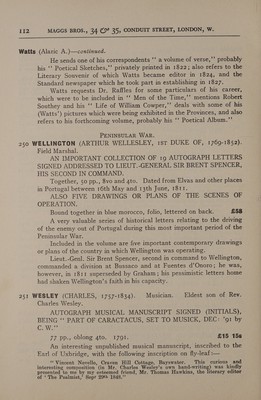 112 MAGGS BROS., 34 & 35, CONDUIT STREET, LONDON, W.
Watts (Alaric A.)—continued.
He sends one of his correspondents " a volume of verse," probably
his " Poetical Sketches," privately printed in 1822; also refers to the
Literary Souvenir of which Watts became editor in 1824, and the
Standard newspaper which he took part in establishing in 1827.
Watts requests Dr. Raffles for some particulars of his career,
which were to be included in " Men of the Time," mentions Robert
Southey and his " Life of William Cowper," deals with some of his
(Watts') pictures which were being exhibited in the Provinces, and also
refers to his forthcoming volume, probably his " Poetical Album."
PENINSULAR WAR.
250 WELLINGTON (ARTHUR WELLESLEY, 1ST DUKE OF, 1769-1852).
Field Marshal.
AN IMPORTANT COLLECTION OF 19 AUTOGRAPH LETTERS
SIGNED ADDRESSED TO LIEUT.-GENERAL SIR BRENT SPENCER,
HIS SECOND IN COMMAND.
Together, 50 pp., 8vo and 4to. Dated from Elvas and other places
in Portugal between 16th May and 13th June, 1811.
ALSO FIVE DRAWINGS OR PLANS OF THE SCENES OF
OPERATION.
Bound together in blue morocco, folio, lettered on back. £58
A very valuable series of historical letters relating to the driving
of the enemy out of Portugal during this most important period of the
Peninsular War.
Included in the volume are five important contemporary drawings
or plans of the country in which Wellington was operating.
Lieut.-Genl. Sir Brent Spencer, second in command to Wellington,
commanded a division at Bussaco and at Fuentes d'Onoro; he was,
however, in 1811 superseded by Graham; his pessimistic letters home
had shaken Wellington's faith in his capacity.
251 WESLEY (CHARLES, 1757-1834). Musician. Eldest son of Rev.
Charles Wesley.
AUTOGRAPH MUSICAL MANUSCRIPT SIGNED (INITIALS),
BEING " PART OF CARACTACUS, SET TO MUSICK, DEC: '91 BY
C. W."
77 pp., oblong 4to. 1791. £15 15s
An interesting unpublished musical manuscript, inscribed to the
Earl of Uxbridge, with the following inscription on fly-leaf:—
" Vincent Novello, Craven Hill Cottage, Bayswater. This curious and
interesting composition (in Mr. Charles Wesley's own hand-writing) was kindly
presented to me by my esteemed friend, Mr. Thomas Hawkins, the literary editor
of ' The Psalmist,' Sept 29th 1848."